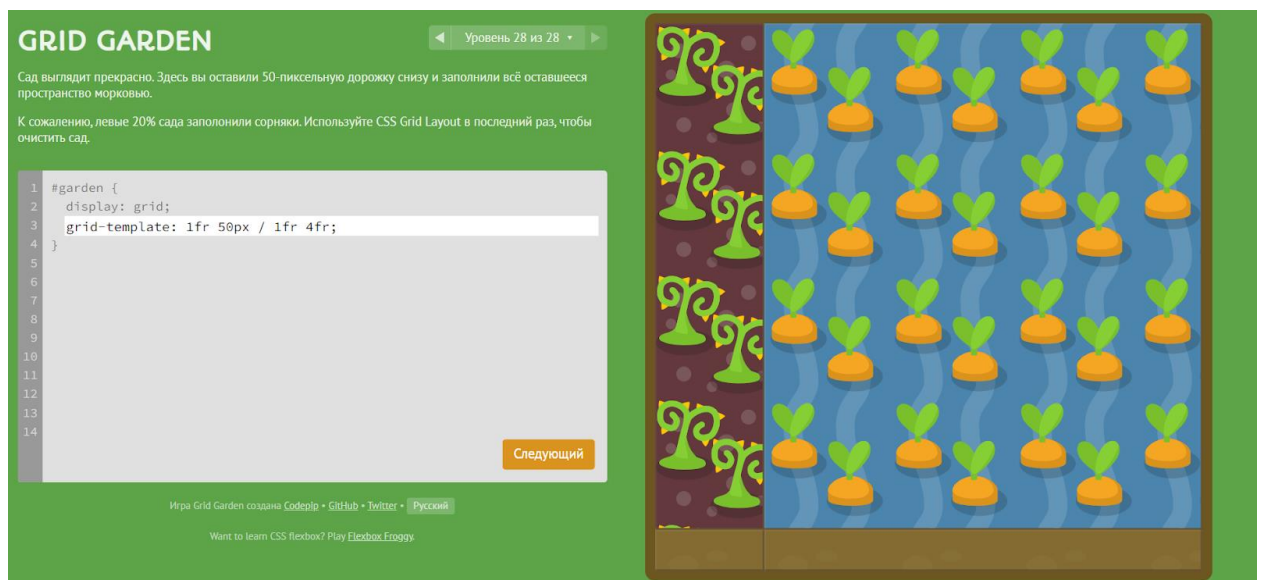 GRID GARDEN
◀ Уровень 28 из 28 ▾ ▶
Сад выглядит прекрасно. Здесь вы оставили 50-пиксельную дорожку снизу и заполнили всё оставшееся
пространство морковью.
К сожалению, левые 20% сада заполонили сорняки. Используйте CSS Grid Layout в последний раз, чтобы
очистить сад.
1 #garden {
2 display: grid;
3 grid-template: 1fr 50px / 1fr 4fr;
4 }
5
6
7
8
9
10
11
12
13
14
Следующий
Игра Grid Garden создана Codepip • GitHub • Twitter • Русский
Want to learn CSS flexbox? Play Flexbox Froggy.